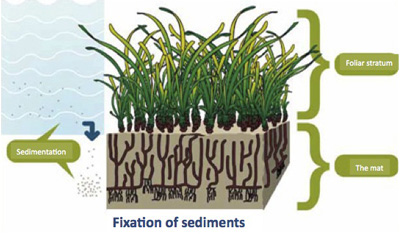 Foliar stratum
Sedimentation
The mat
Fixation of sediments